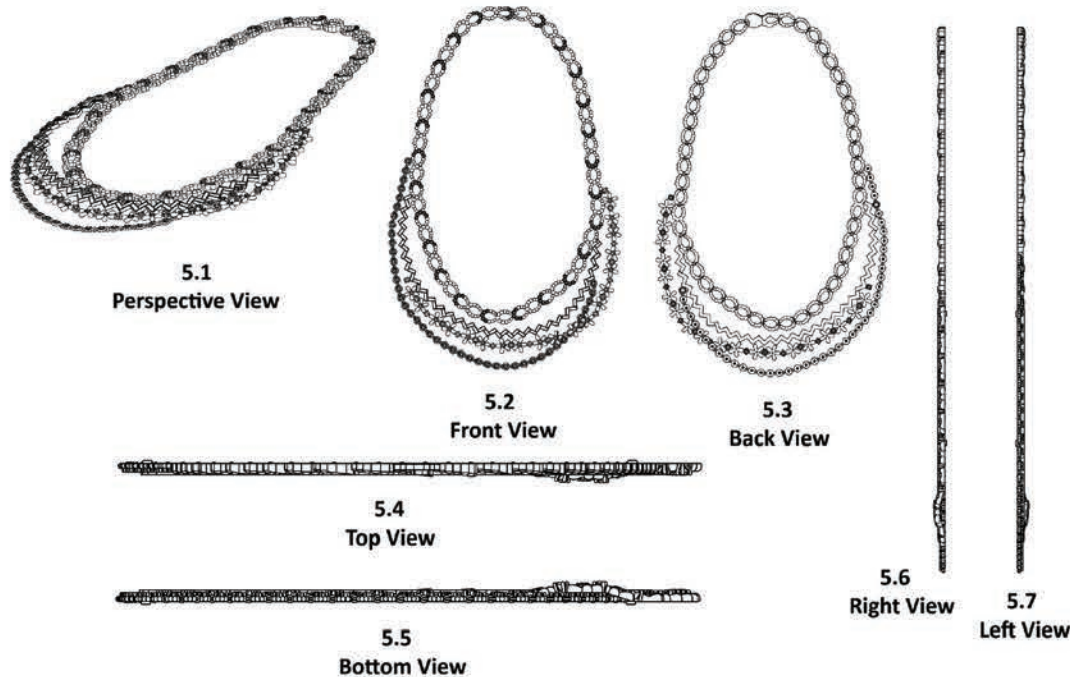 5.1
Perspective View
5.2
Front View
5.3
Back View
5.4
Top View
5.5
Bottom View
5.6
Right View
5.7
Left View